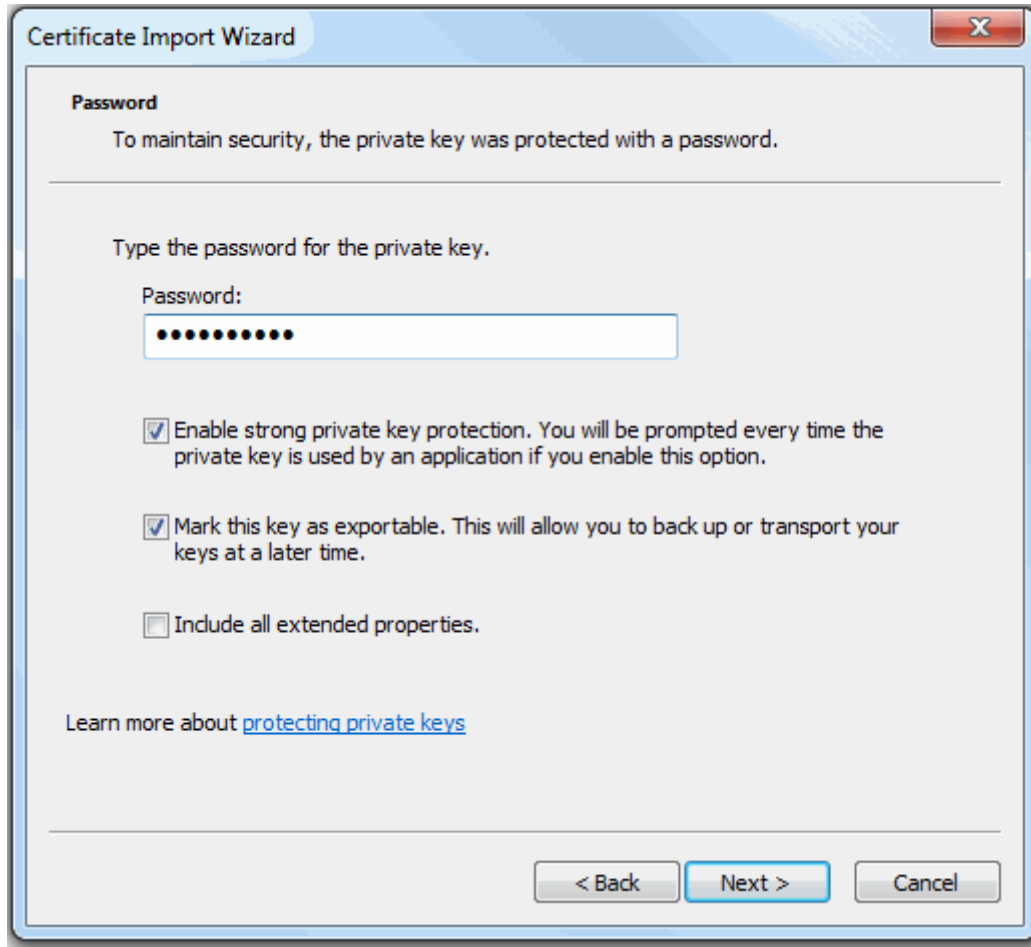 Certificate Import Wizard
Password
To maintain security, the private key was protected with a password.
Type the password for the private key.
Password:
••••••••••
Enable strong private key protection. You will be prompted every time the
private key is used by an application if you enable this option.
Mark this key as exportable. This will allow you to back up or transport your
keys at a later time.
Include all extended properties.
Learn more about protecting private keys
< Back Next > Cancel